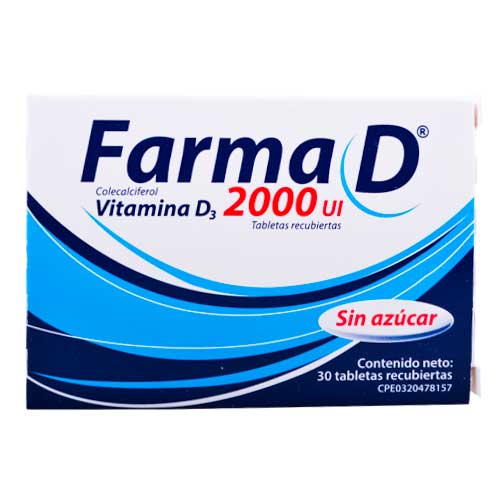 Farma D®
Colecalciferol
Vitamina D₃ 2000 UI
Tabletas recubiertas
Sin azúcar
Contenido neto:
30 tabletas recubiertas
CPE0320478157